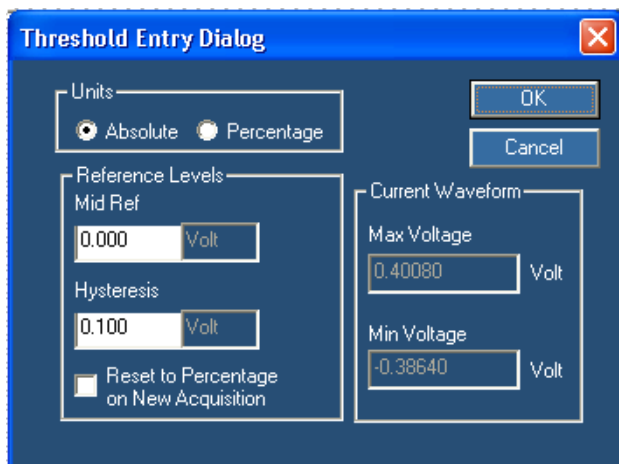 Threshold Entry Dialog
Units
Absolute Percentage
OK
Cancel
Reference Levels
Mid Ref
0.000 Volt
Hysteresis
0.100 Volt
Reset to Percentage
on New Acquisition
Current Waveform
Max Voltage
0.40080 Volt
Min Voltage
-0.38640 Volt